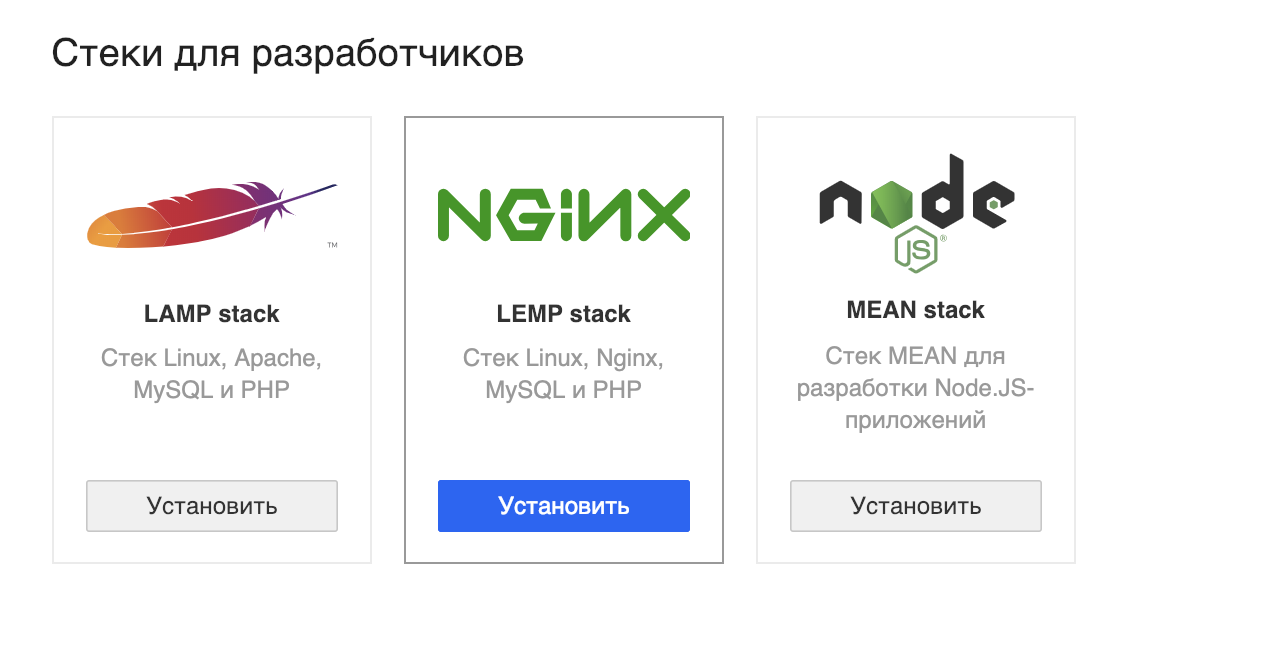 Стеки для разработчиков
TM
LAMP stack
Стек Linux, Apache,
MySQL и PHP
Установить
NGiNX
LEMP stack
Стек Linux, Nginx,
MySQL и PHP
Установить
node
JS®
MEAN stack
Стек MEAN для
разработки Node.JS-
приложений
Установить